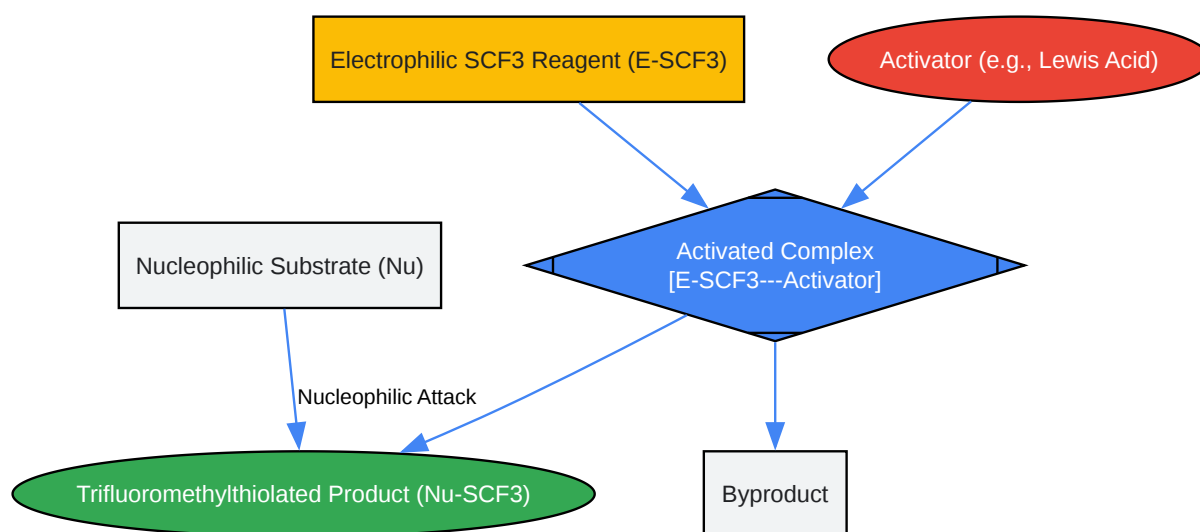 Electrophilic SCF3 Reagent (E-SCF3)
Activator (e.g., Lewis Acid)
Nucleophilic Substrate (Nu)
Activated Complex
[E-SCF3---Activator]
Nucleophilic Attack
Trifluoromethylthiolated Product (Nu-SCF3)
Byproduct